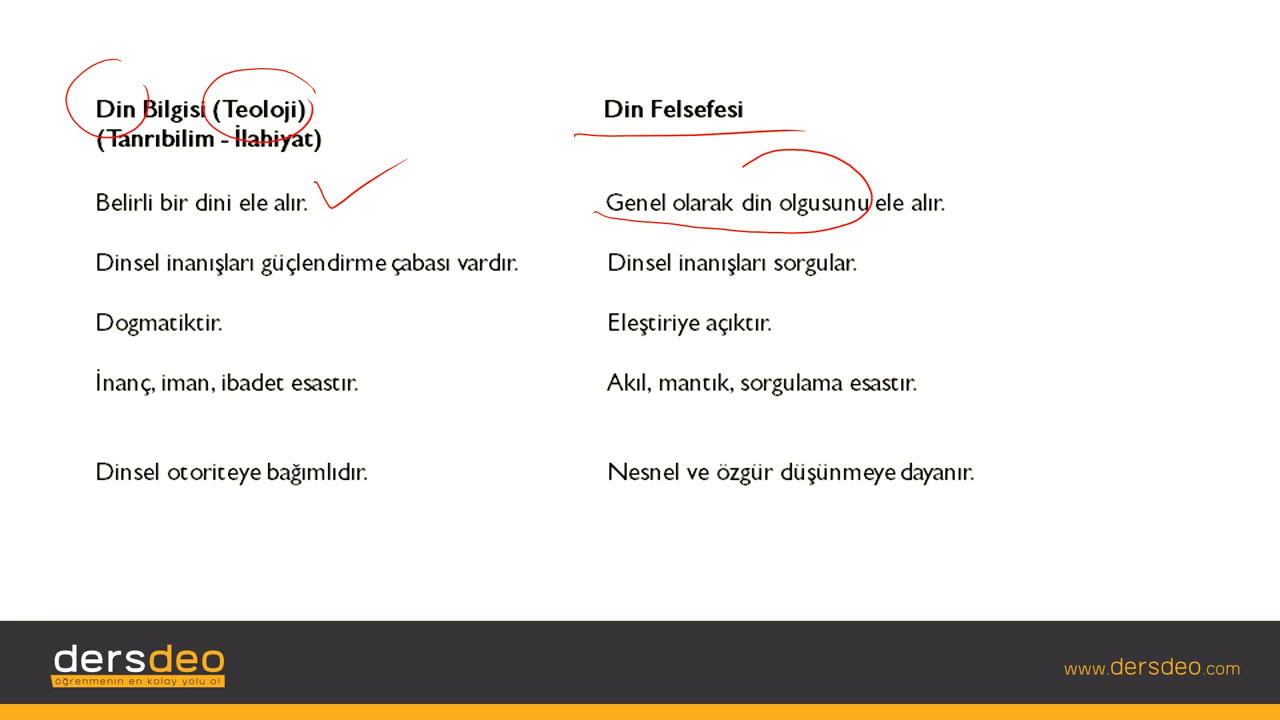 Din Bilgisi (Teoloji)
(Tanrıbilim - İlahiyat)
Din Felsefesi
Belirli bir dini ele alır.
Genel olarak din olgusunu ele alır.
Dinsel inanışları güçlendirme çabası vardır.
Dinsel inanışları sorgular.
Dogmatiktir.
Eleştiriye açıktır.
İnanç, iman, ibadet esastır.
Akıl, mantık, sorgulama esastır.
Dinsel otoriteye bağımlıdır.
Nesnel ve özgür düşünmeye dayanır.
dersdeo
öğrenmenin en kolay yolu o!
www.dersdeo.com